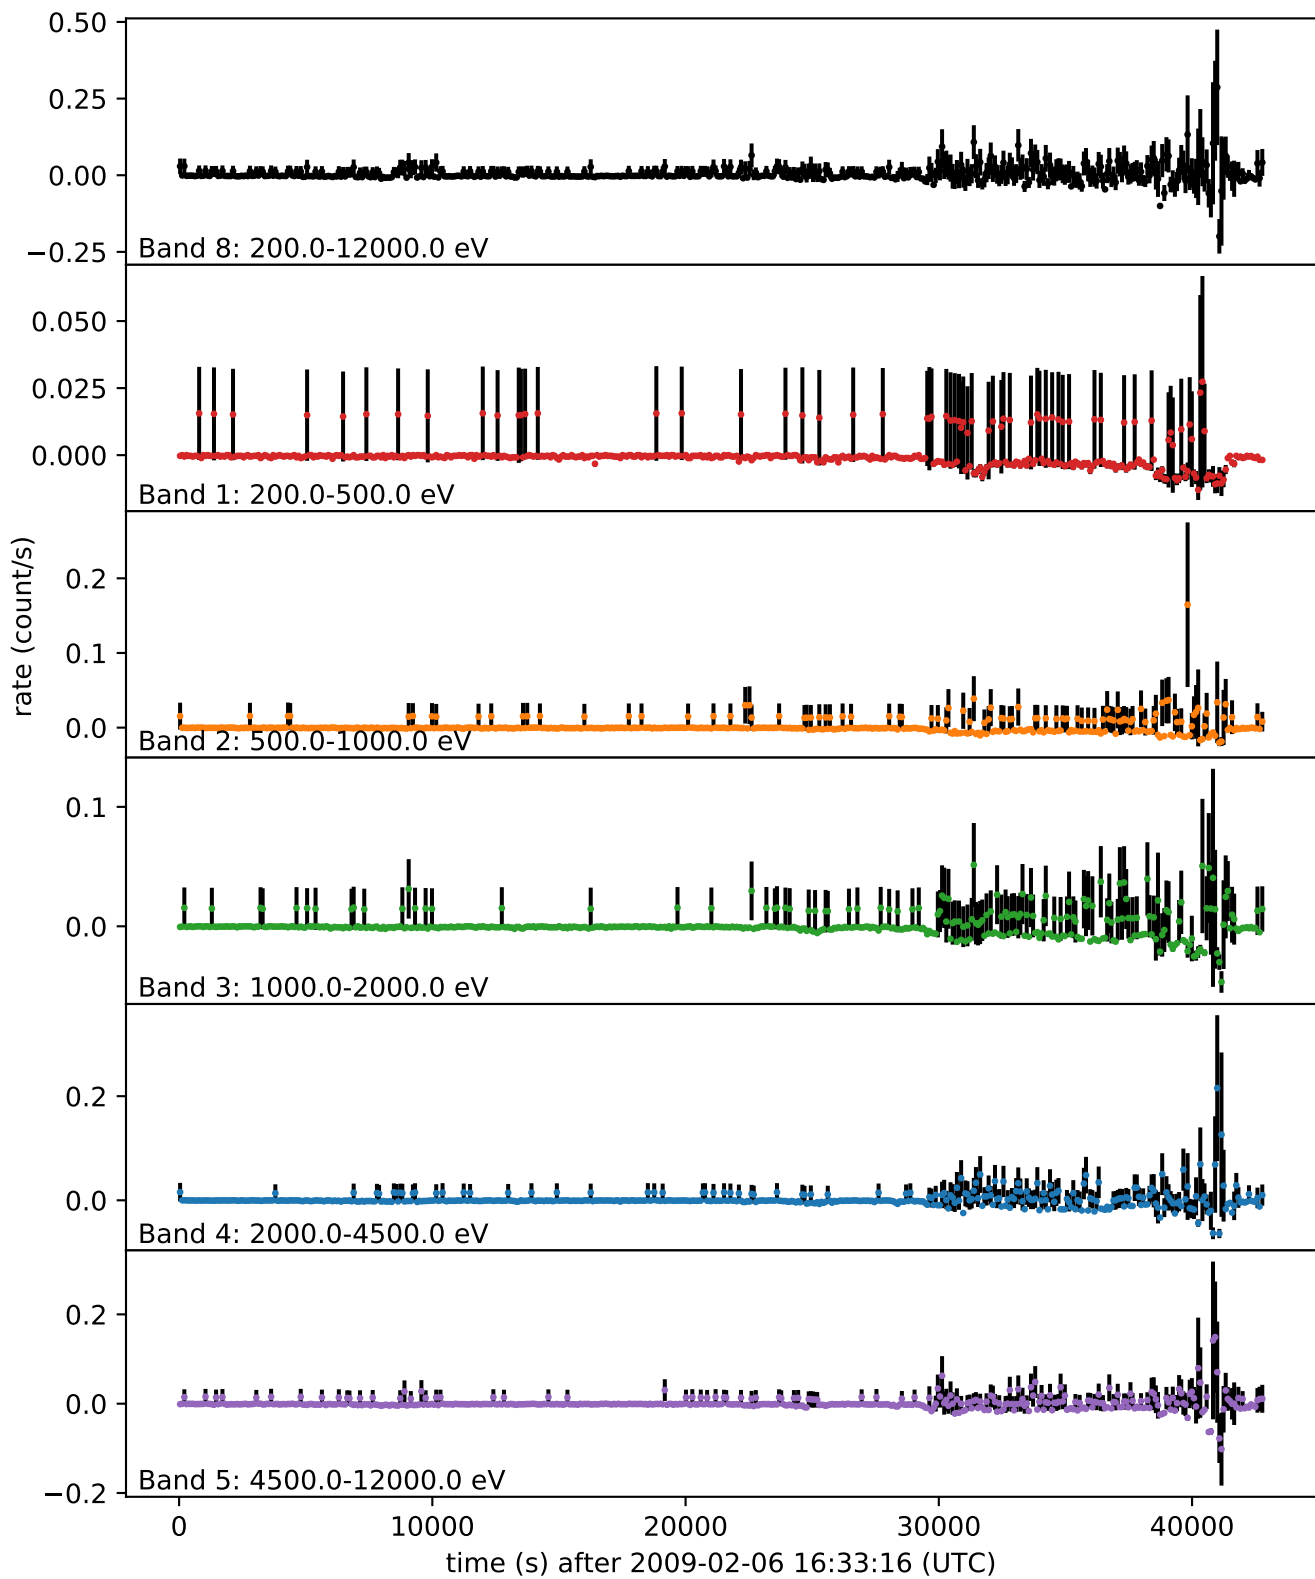 0.50
0.25
0.00
−0.25
Band 8: 200.0-12000.0 eV
0.050
0.025
0.000
Band 1: 200.0-500.0 eV
rate (count/s)
0.2
0.1
0.0
Band 2: 500.0-1000.0 eV
0.1
0.0
Band 3: 1000.0-2000.0 eV
0.2
0.0
Band 4: 2000.0-4500.0 eV
0.2
0.0
−0.2
Band 5: 4500.0-12000.0 eV
0 10000 20000 30000 40000
time (s) after 2009-02-06 16:33:16 (UTC)